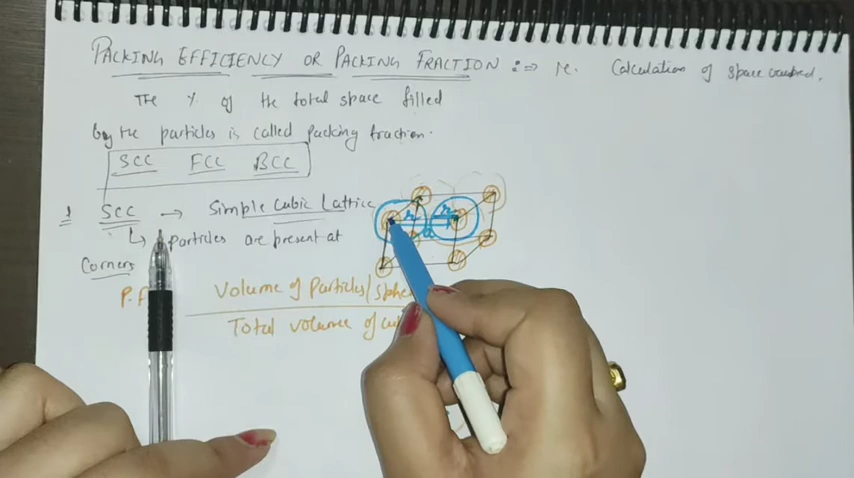 PACKING EFFICIENCY OR PACKING FRACTION :⇒ Calculation of space
The % of the total space filled
by the particles is called packing fraction.
SCC FCC BCC
1 SCC → Simple Cubic Lattice
↳ particles are present at
Corners
r r
a
P.F
Volume of Particles/Sphe
Total volume of